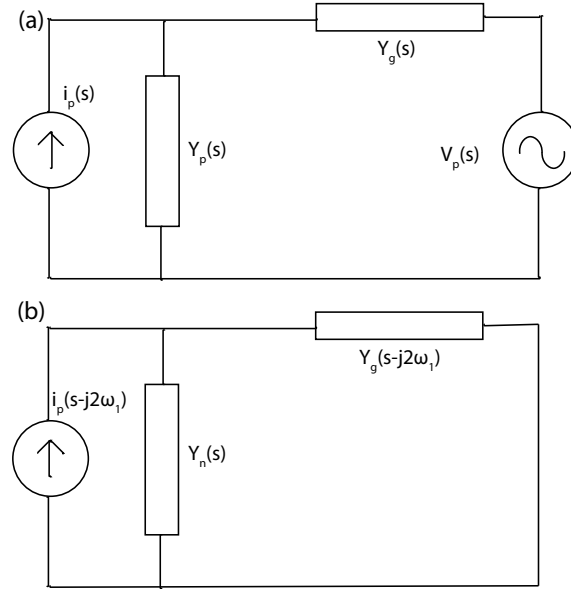 (a)
Y_g(s)
i_p(s)
Y_p(s)
V_p(s)
(b)
Y_g(s-j2ω_1)
i_p(s-j2ω_1)
Y_n(s)